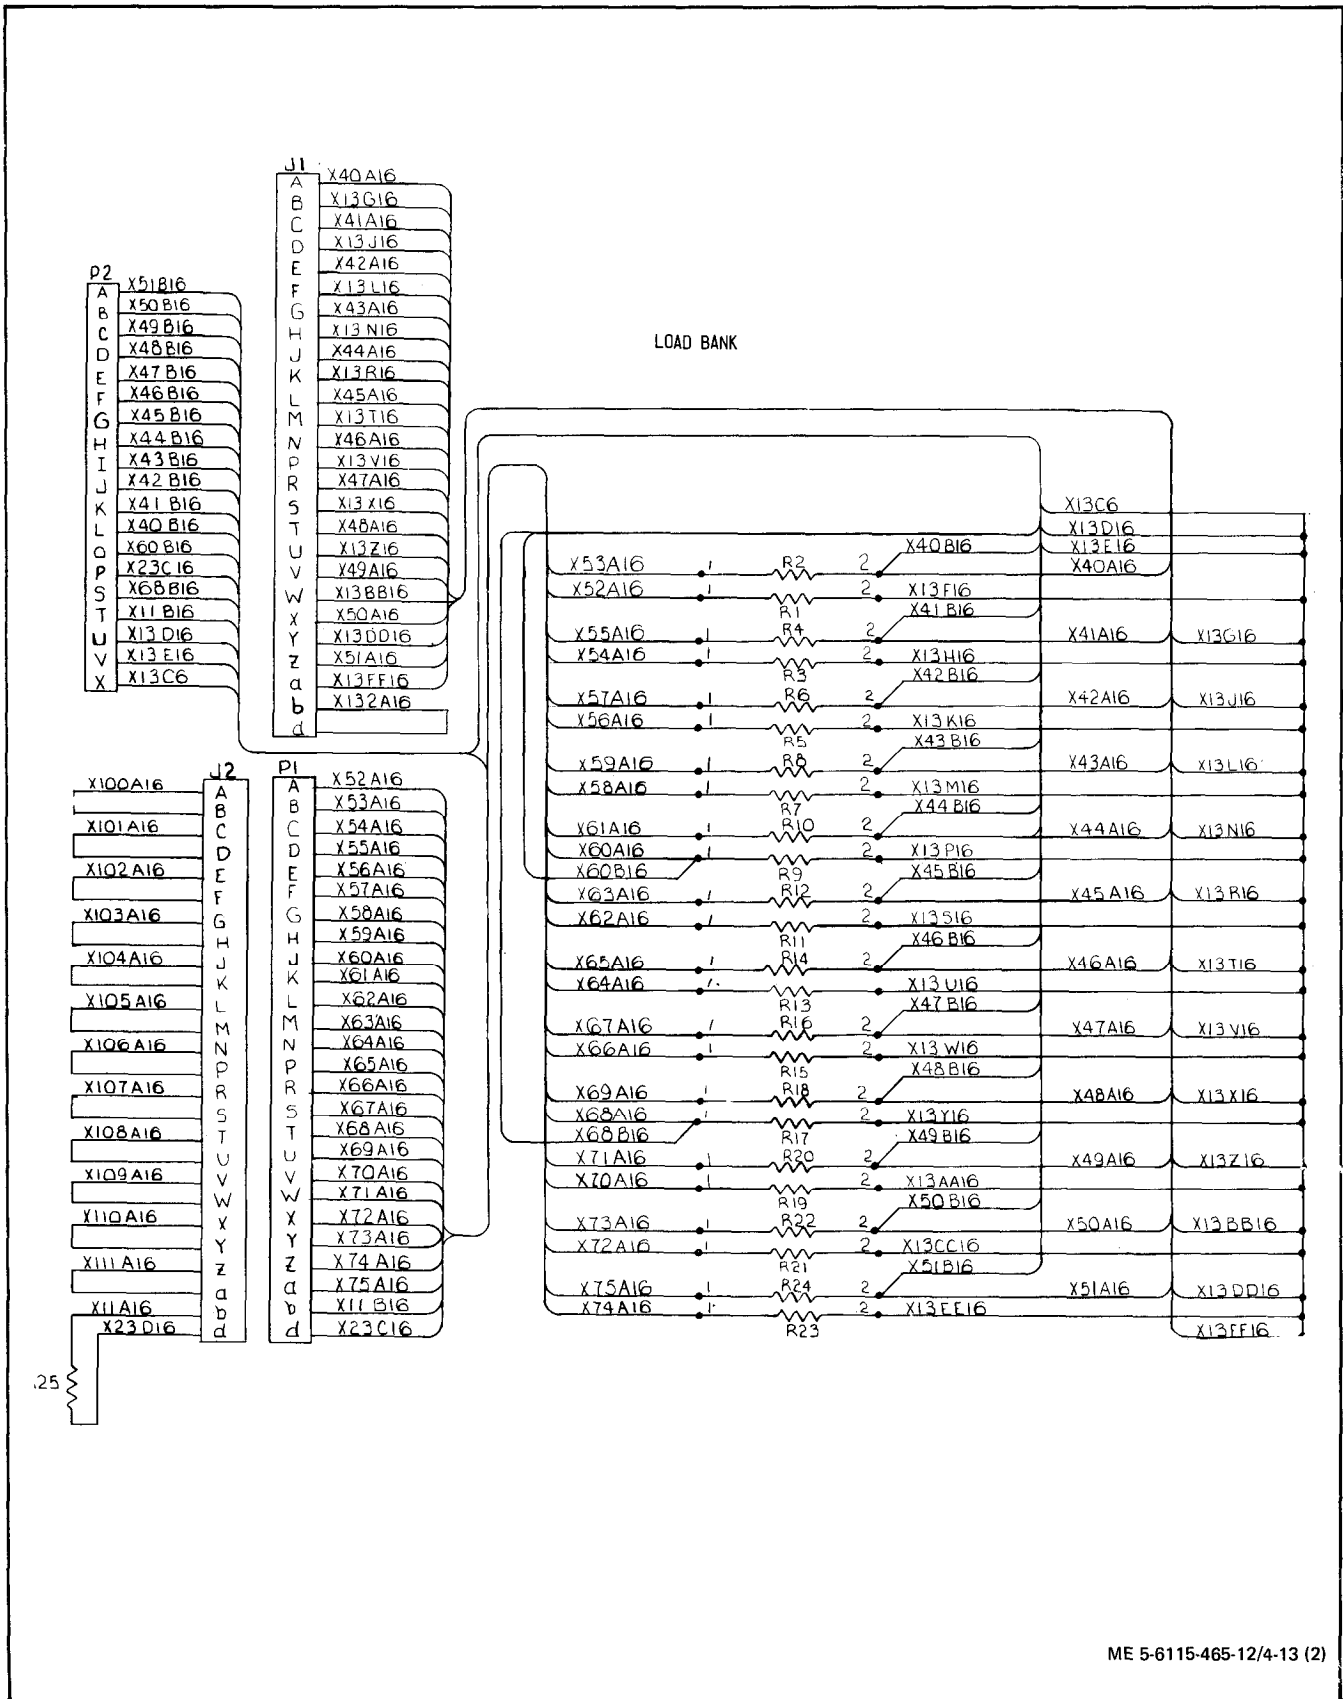 LOAD BANK
J1
A X40A16
B X13G16
C X41A16
D X13J16
E X42A16
F X13L16
G X43A16
H X13N16
J X44A16
K X13R16
L X45A16
M X13T16
N X46A16
P X13V16
R X47A16
S X13X16
T X48A16
U X13Z16
V X49A16
W X13BB16
X X50A16
Y X13DD16
Z X51A16
a X13FF16
b X132A16
d
P2
A X51B16
B X50B16
C X49B16
D X48B16
E X47B16
F X46B16
G X45B16
H X44B16
I X43B16
J X42B16
K X41B16
L X40B16
O X60B16
P X23C16
S X68B16
T X11B16
U X13D16
V X13E16
X X13C6
J2
X100A16 A
B
X101A16 C
D
X102A16 E
F
X103A16 G
H
X104A16 J
K
X105A16 L
M
X106A16 N
P
X107A16 R
S
X108A16 T
U
X109A16 V
W
X110A16 X
Y
X111A16 Z
a
X11A16 b
X23D16 d
25
P1
A X52A16
B X53A16
C X54A16
D X55A16
E X56A16
F X57A16
G X58A16
H X59A16
J X60A16
K X61A16
L X62A16
M X63A16
N X64A16
P X65A16
R X66A16
S X67A16
T X68A16
U X69A16
V X70A16
W X71A16
X X72A16
Y X73A16
Z X74A16
a X75A16
b X11B16
d X23C16
X13C6
X13D16
X40B16 X13E16
X53A16 1 R2 2 X40A16
X52A16 1 R1 2 X13F16
X41B16
X55A16 1 R4 2 X41A16 X13G16
X54A16 R3 2 X13H16
X42B16
X57A16 1 R6 2 X42A16 X13J16
X56A16 R5 2 X13K16
X43B16
X59A16 1 R8 2 X43A16 X13L16
X58A16 1 R7 2 X13M16
X44B16
X61A16 1 R10 2 X44A16 X13N16
X60A16 1 R9 2 X13P16
X60B16 X45B16
X63A16 1 R12 2 X45A16 X13R16
X62A16 1 R11 2 X13S16
X46B16
X65A16 1 R14 2 X46A16 X13T16
X64A16 1 R13 X13U16
X47B16
X67A16 1 R16 2 X47A16 X13V16
X66A16 1 R15 2 X13W16
X48B16
X69A16 1 R18 2 X48A16 X13X16
X68A16 1 R17 2 X13Y16
X68B16 X49B16
X71A16 1 R20 2 X49A16 X13Z16
X70A16 1 R19 2 X13AA16
X50B16
X73A16 1 R22 2 X50A16 X13BB16
X72A16 1 R21 2 X13CC16
X51B16
X75A16 1 R24 2 X51A16 X13DD16
X74A16 1 R23 2 X13EE16
X13FF16
ME 5-6115-465-12/4-13 (2)